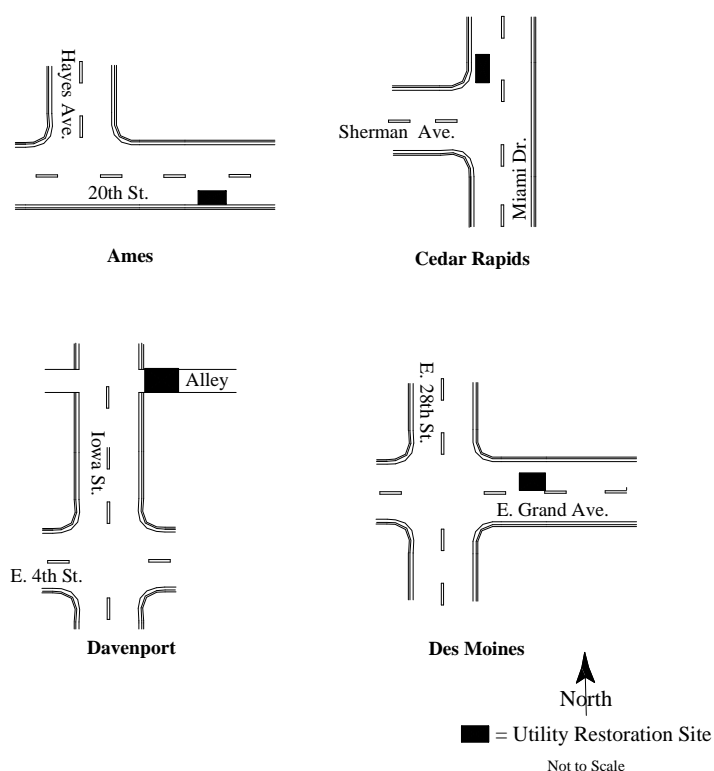 Hayes Ave.
20th St.
Ames
Sherman Ave.
Miami Dr.
Cedar Rapids
Alley
Iowa St.
E. 4th St.
Davenport
E. 28th St.
E. Grand Ave.
Des Moines
North
= Utility Restoration Site
Not to Scale